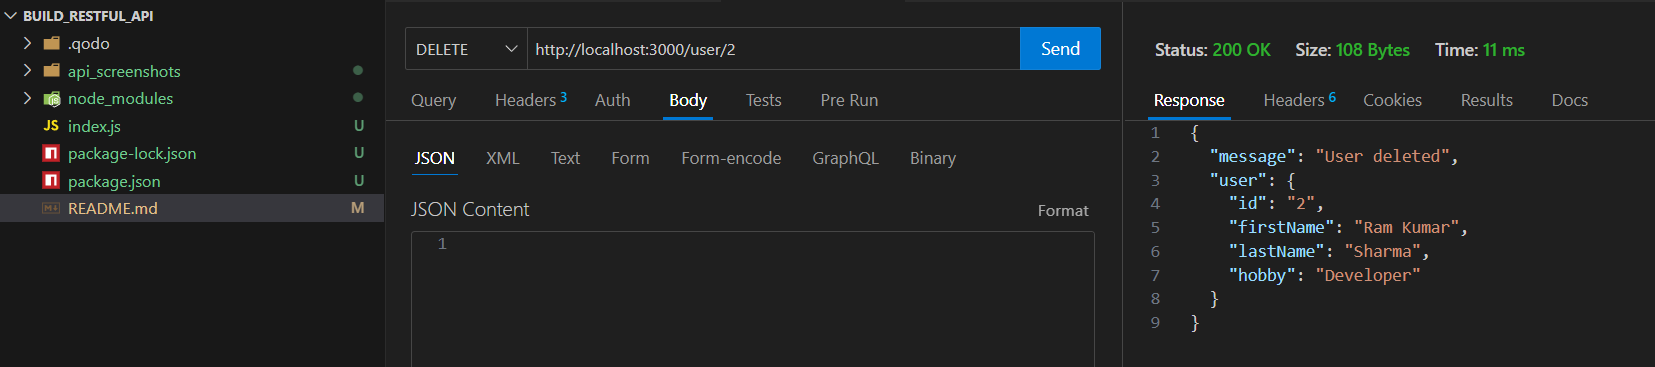 BUILD_RESTFUL_API
.qodo
api_screenshots
node_modules
JS index.js U
package-lock.json U
package.json U
README.md M
DELETE http://localhost:3000/user/2 Send
Query Headers 3 Auth Body Tests Pre Run
JSON XML Text Form Form-encode GraphQL Binary
JSON Content Format
1
Status: 200 OK Size: 108 Bytes Time: 11 ms
Response Headers 6 Cookies Results Docs
1 {
2 "message": "User deleted",
3 "user": {
4 "id": "2",
5 "firstName": "Ram Kumar",
6 "lastName": "Sharma",
7 "hobby": "Developer"
8 }
9 }